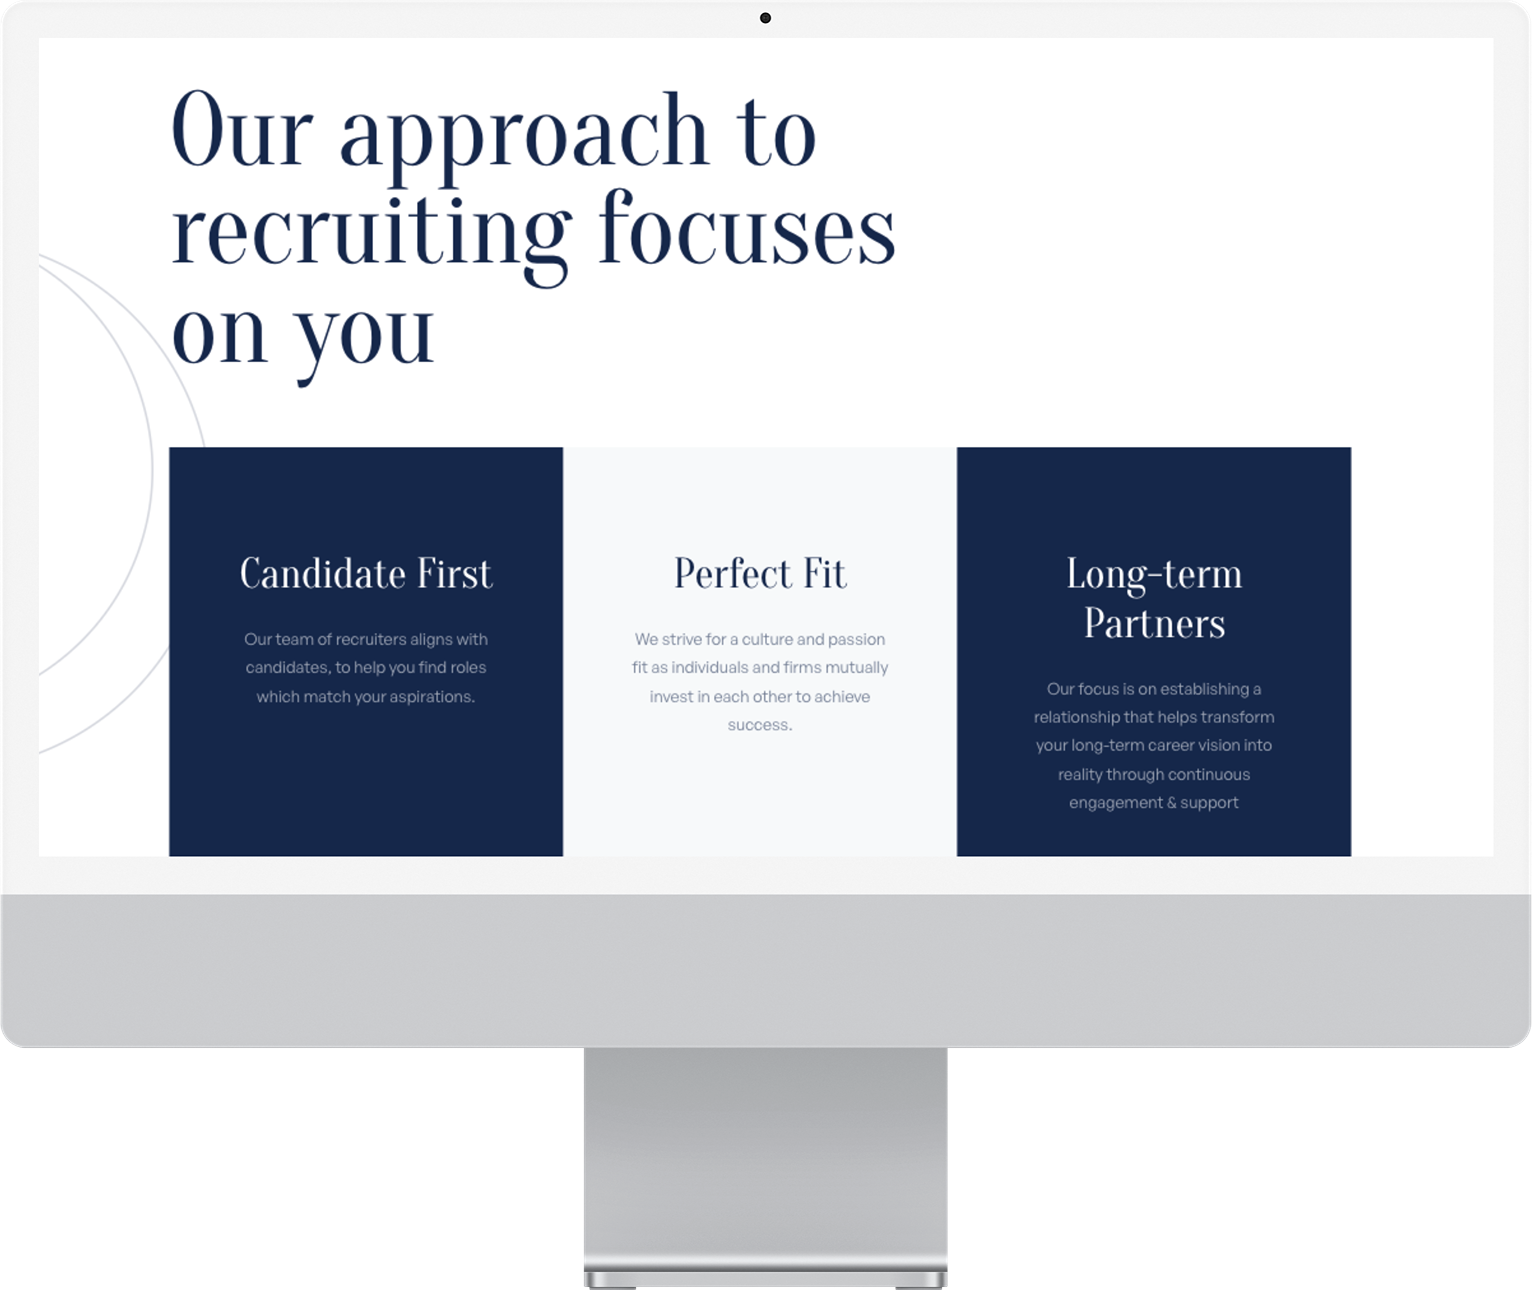 Our approach to
recruiting focuses
on you
Candidate First
Our team of recruiters aligns with
candidates, to help you find roles
which match your aspirations.
Perfect Fit
We strive for a culture and passion
fit as individuals and firms mutually
invest in each other to achieve
success.
Long-term
Partners
Our focus is on establishing a
relationship that helps transform
your long-term career vision into
reality through continuous
engagement & support